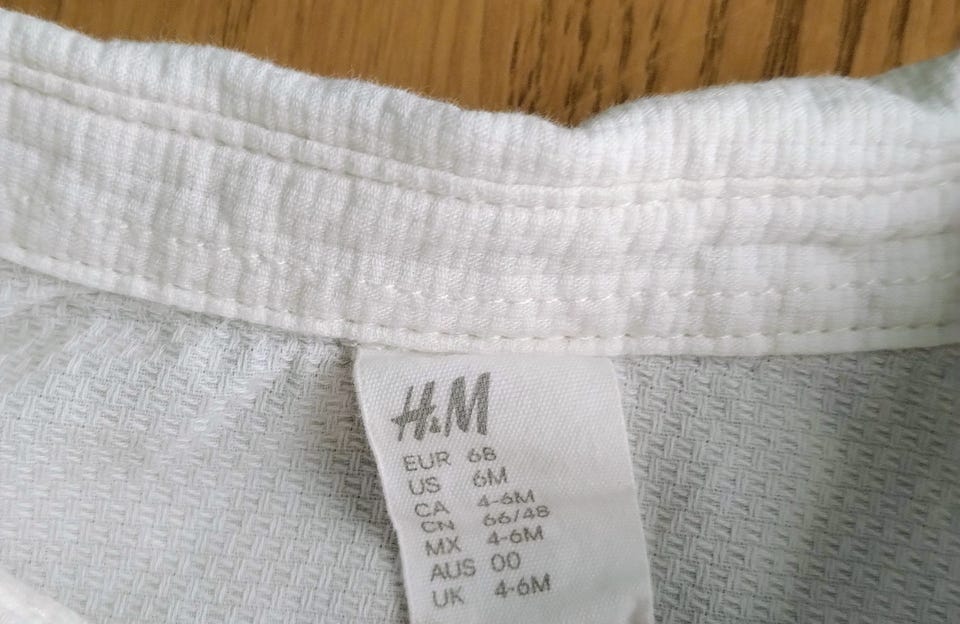 H&M
EUR 68
US 6M
CA 4-6M
CN 66/48
MX 4-6M
AUS 00
UK 4-6M